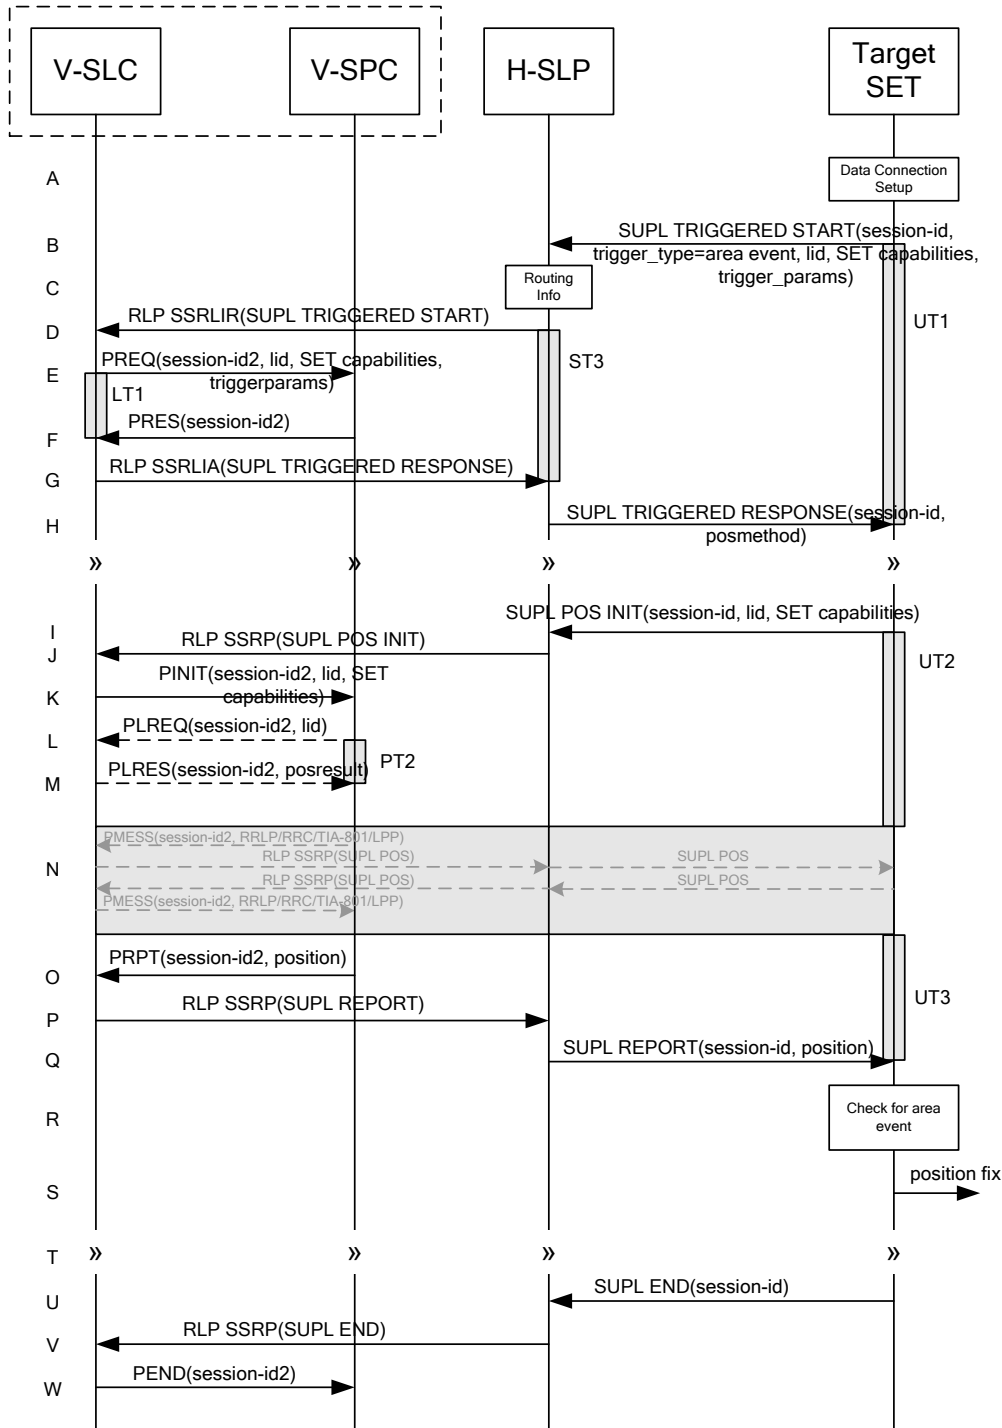 V-SLC
V-SPC
H-SLP
Target
SET
A
Data Connection
Setup
B
SUPL TRIGGERED START(session-id,
trigger_type=area event, lid, SET capabilities,
trigger_params)
C
Routing
Info
D
RLP SSRLIR(SUPL TRIGGERED START)
UT1
ST3
E
PREQ(session-id2, lid, SET capabilities,
triggerparams)
LT1
F
PRES(session-id2)
G
RLP SSRLIA(SUPL TRIGGERED RESPONSE)
H
SUPL TRIGGERED RESPONSE(session-id,
posmethod)
» » » »
I
SUPL POS INIT(session-id, lid, SET capabilities)
J
RLP SSRP(SUPL POS INIT)
UT2
K
PINIT(session-id2, lid, SET
capabilities)
L
PLREQ(session-id2, lid)
PT2
M
PLRES(session-id2, posresult)
N
PMESS(session-id2, RRLP/RRC/TIA-801/LPP)
RLP SSRP(SUPL POS)
SUPL POS
RLP SSRP(SUPL POS)
SUPL POS
PMESS(session-id2, RRLP/RRC/TIA-801/LPP)
O
PRPT(session-id2, position)
UT3
P
RLP SSRP(SUPL REPORT)
Q
SUPL REPORT(session-id, position)
R
Check for area
event
S
position fix
T
» » » »
U
SUPL END(session-id)
V
RLP SSRP(SUPL END)
W
PEND(session-id2)